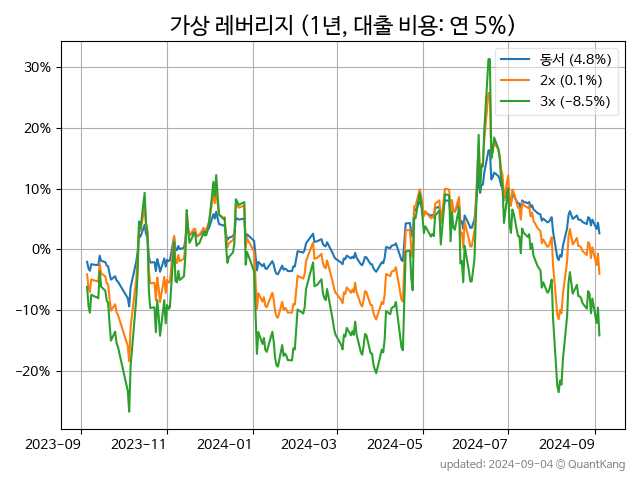 가상 레버리지 (1년, 대출 비용: 연 5%)
동서 (4.8%)
2x (0.1%)
3x (−8.5%)
30%
20%
10%
0%
−10%
−20%
2023-09
2023-11
2024-01
2024-03
2024-05
2024-07
2024-09
updated: 2024-09-04 © QuantKang